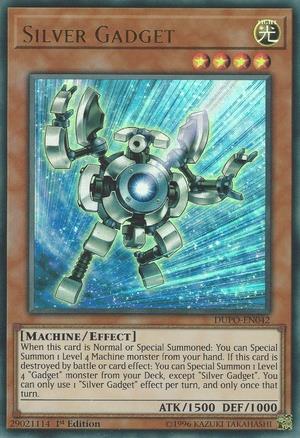 SILVER GADGET
光
DUPO-EN042
[MACHINE/EFFECT]
When this card is Normal or Special Summoned: You can Special
Summon 1 Level 4 Machine monster from your hand. If this card is
destroyed by battle or card effect: You can Special Summon 1
Level 4 "Gadget" monster from your Deck, except "Silver Gadget". You
can only use 1 "Silver Gadget" effect per turn, and only once that
turn.
ATK/1500 DEF/1000
29021114 1st Edition ©1996 KAZUKI TAKAHASHI